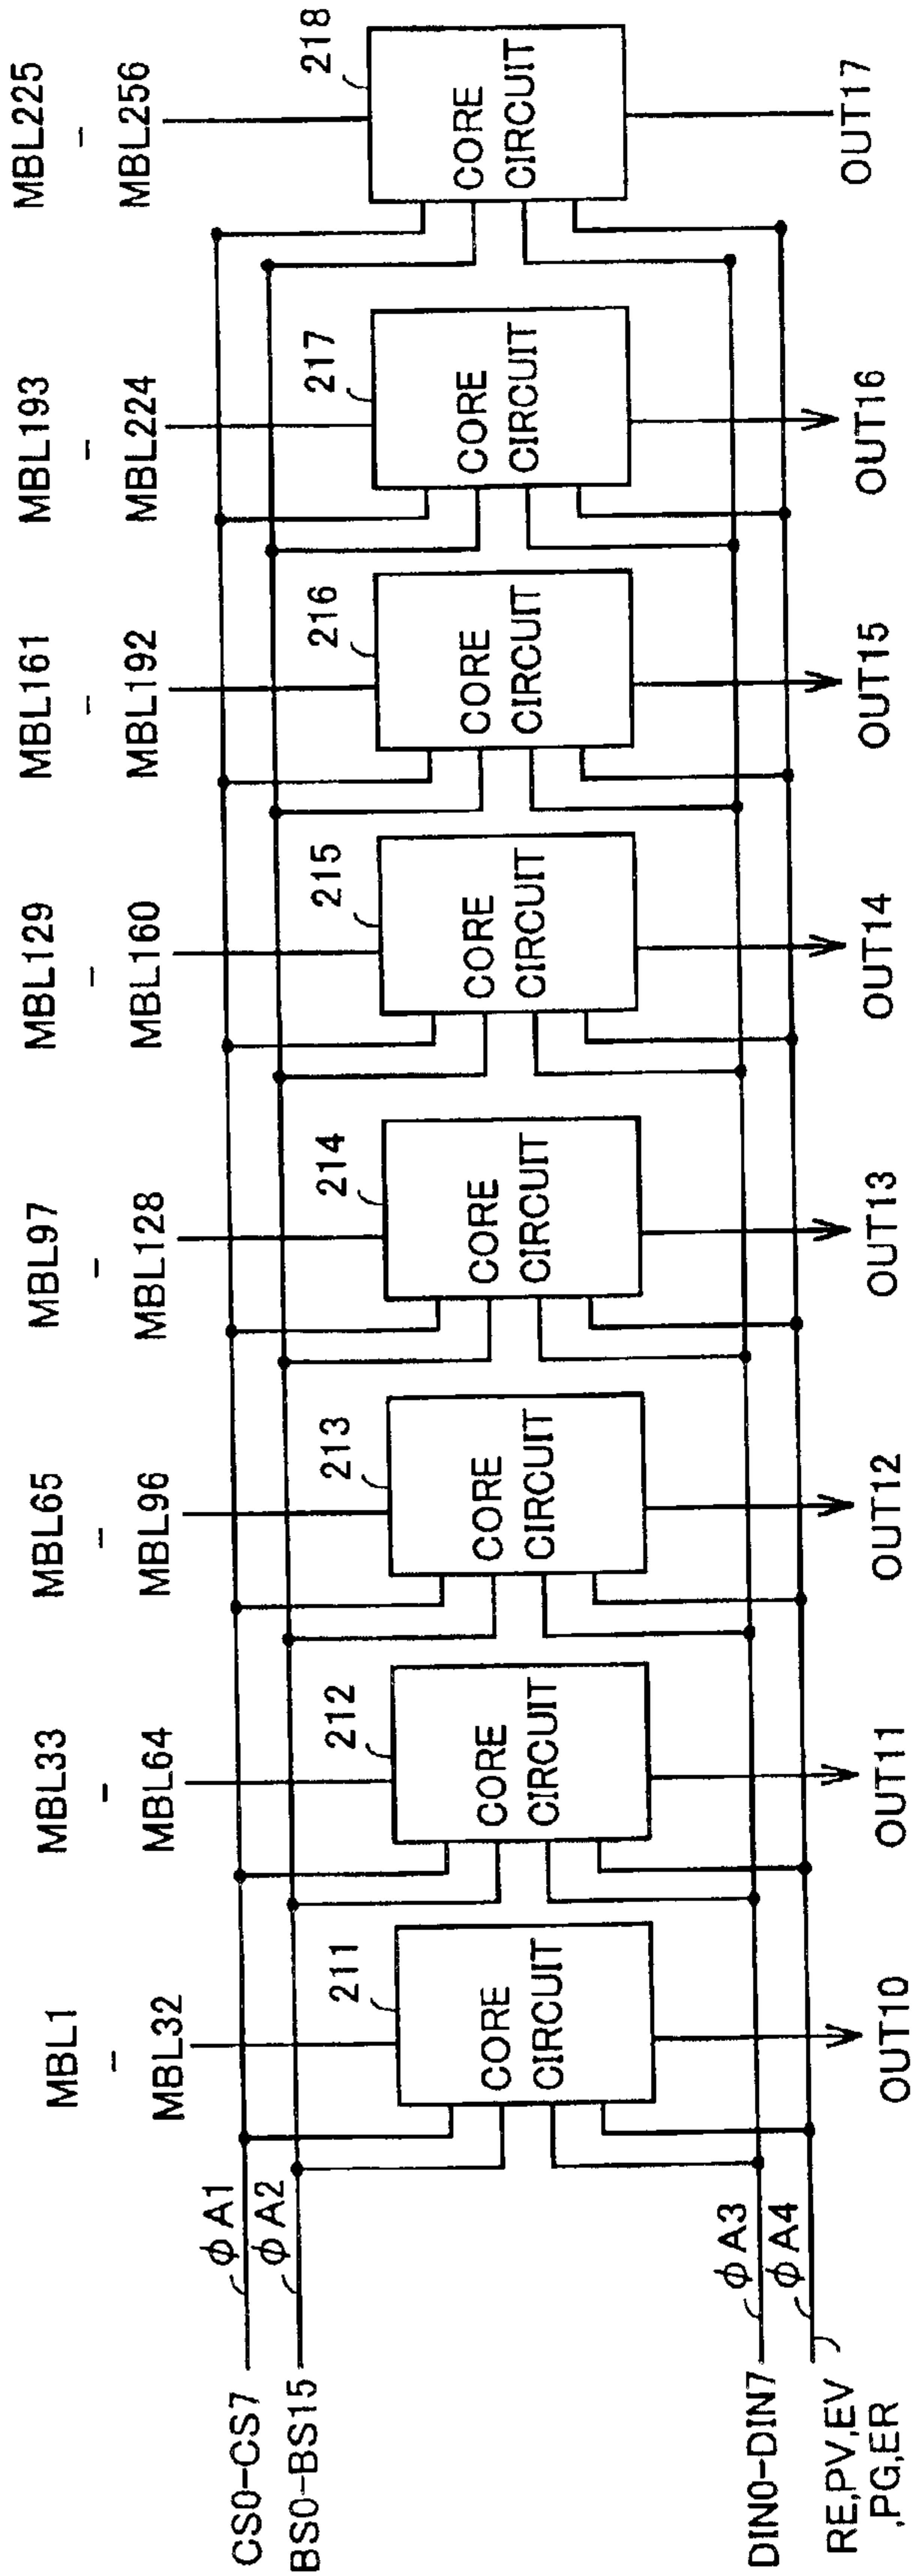 MBL1
–
MBL32
MBL33
–
MBL64
MBL65
–
MBL96
MBL97
–
MBL128
MBL129
–
MBL160
MBL161
–
MBL192
MBL193
–
MBL224
MBL225
–
MBL256
CS0-CS7
ϕA1
BS0-BS15
ϕA2
211
CORE
CIRCUIT
212
CORE
CIRCUIT
213
CORE
CIRCUIT
214
CORE
CIRCUIT
215
CORE
CIRCUIT
216
CORE
CIRCUIT
217
CORE
CIRCUIT
218
CORE
CIRCUIT
DIN0-DIN7
ϕA3
RE,PV,EV
,PG,ER
ϕA4
OUT10
OUT11
OUT12
OUT13
OUT14
OUT15
OUT16
OUT17